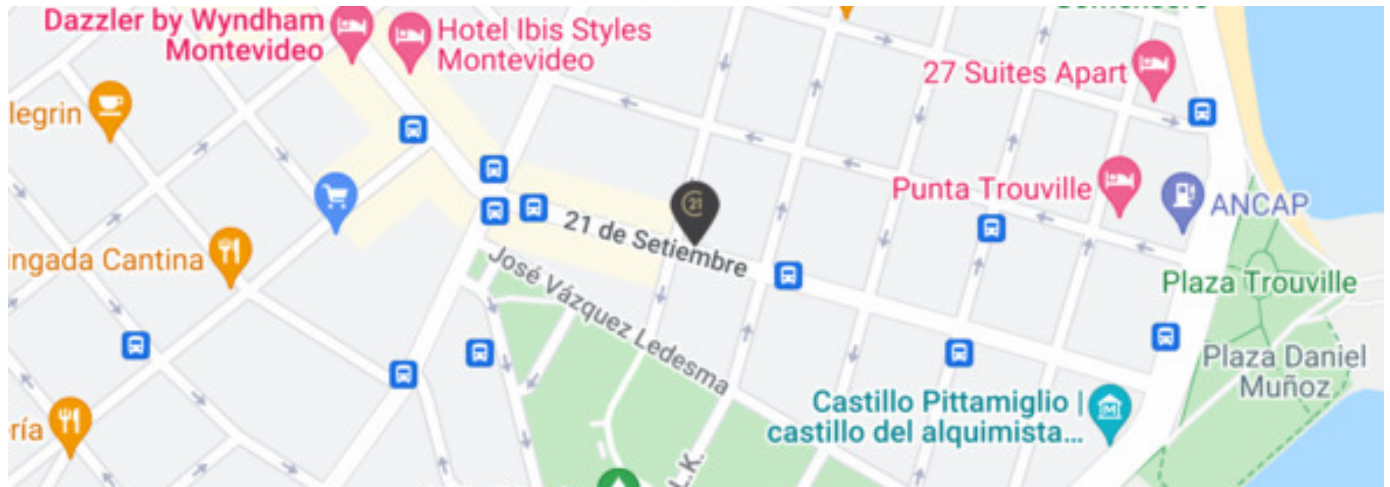 Dazzler by Wyndham
Montevideo
Hotel Ibis Styles
Montevideo
27 Suites Apart
legrin
Punta Trouville
ANCAP
21
21 de Setiembre
ingada Cantina
José Vázquez Ledesma
Plaza Trouville
Plaza Daniel
Muñoz
Castillo Pittamiglio |
castillo del alquimista...
ría
L.K.